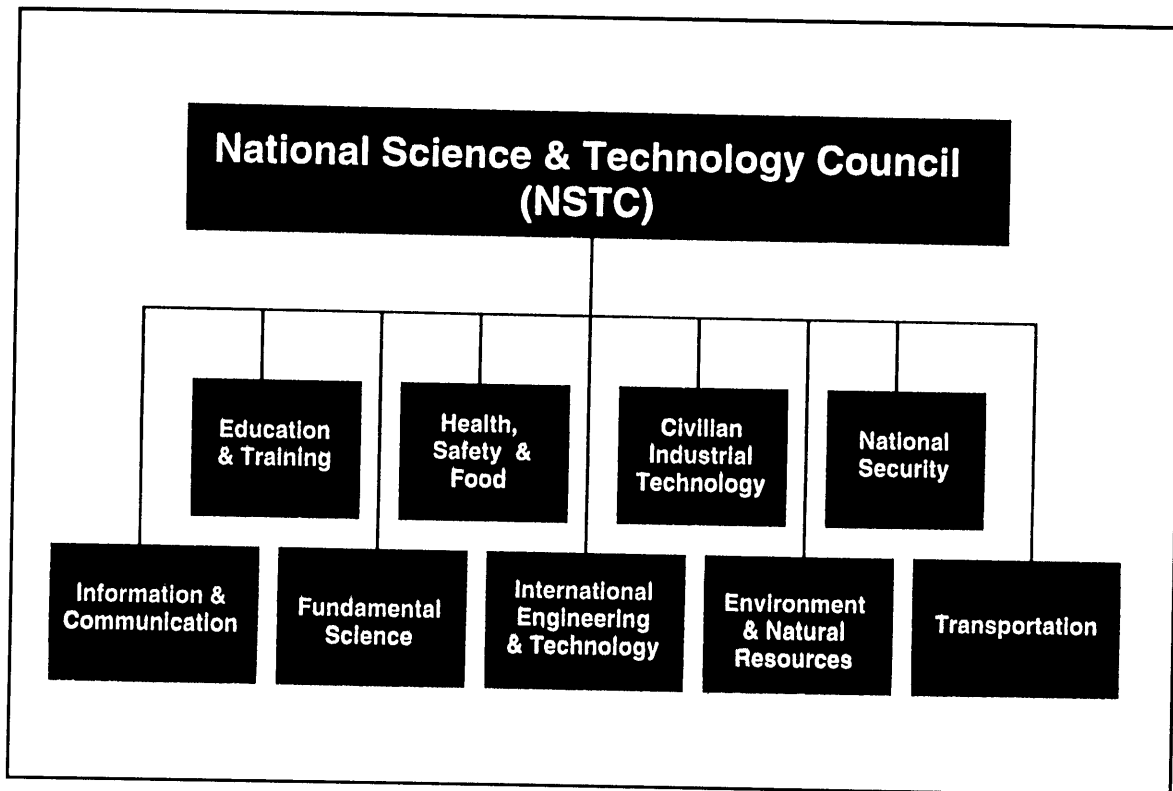 National Science & Technology Council
(NSTC)
Education
& Training
Health,
Safety &
Food
Civilian
Industrial
Technology
National
Security
Information &
Communication
Fundamental
Science
International
Engineering
& Technology
Environment
& Natural
Resources
Transportation